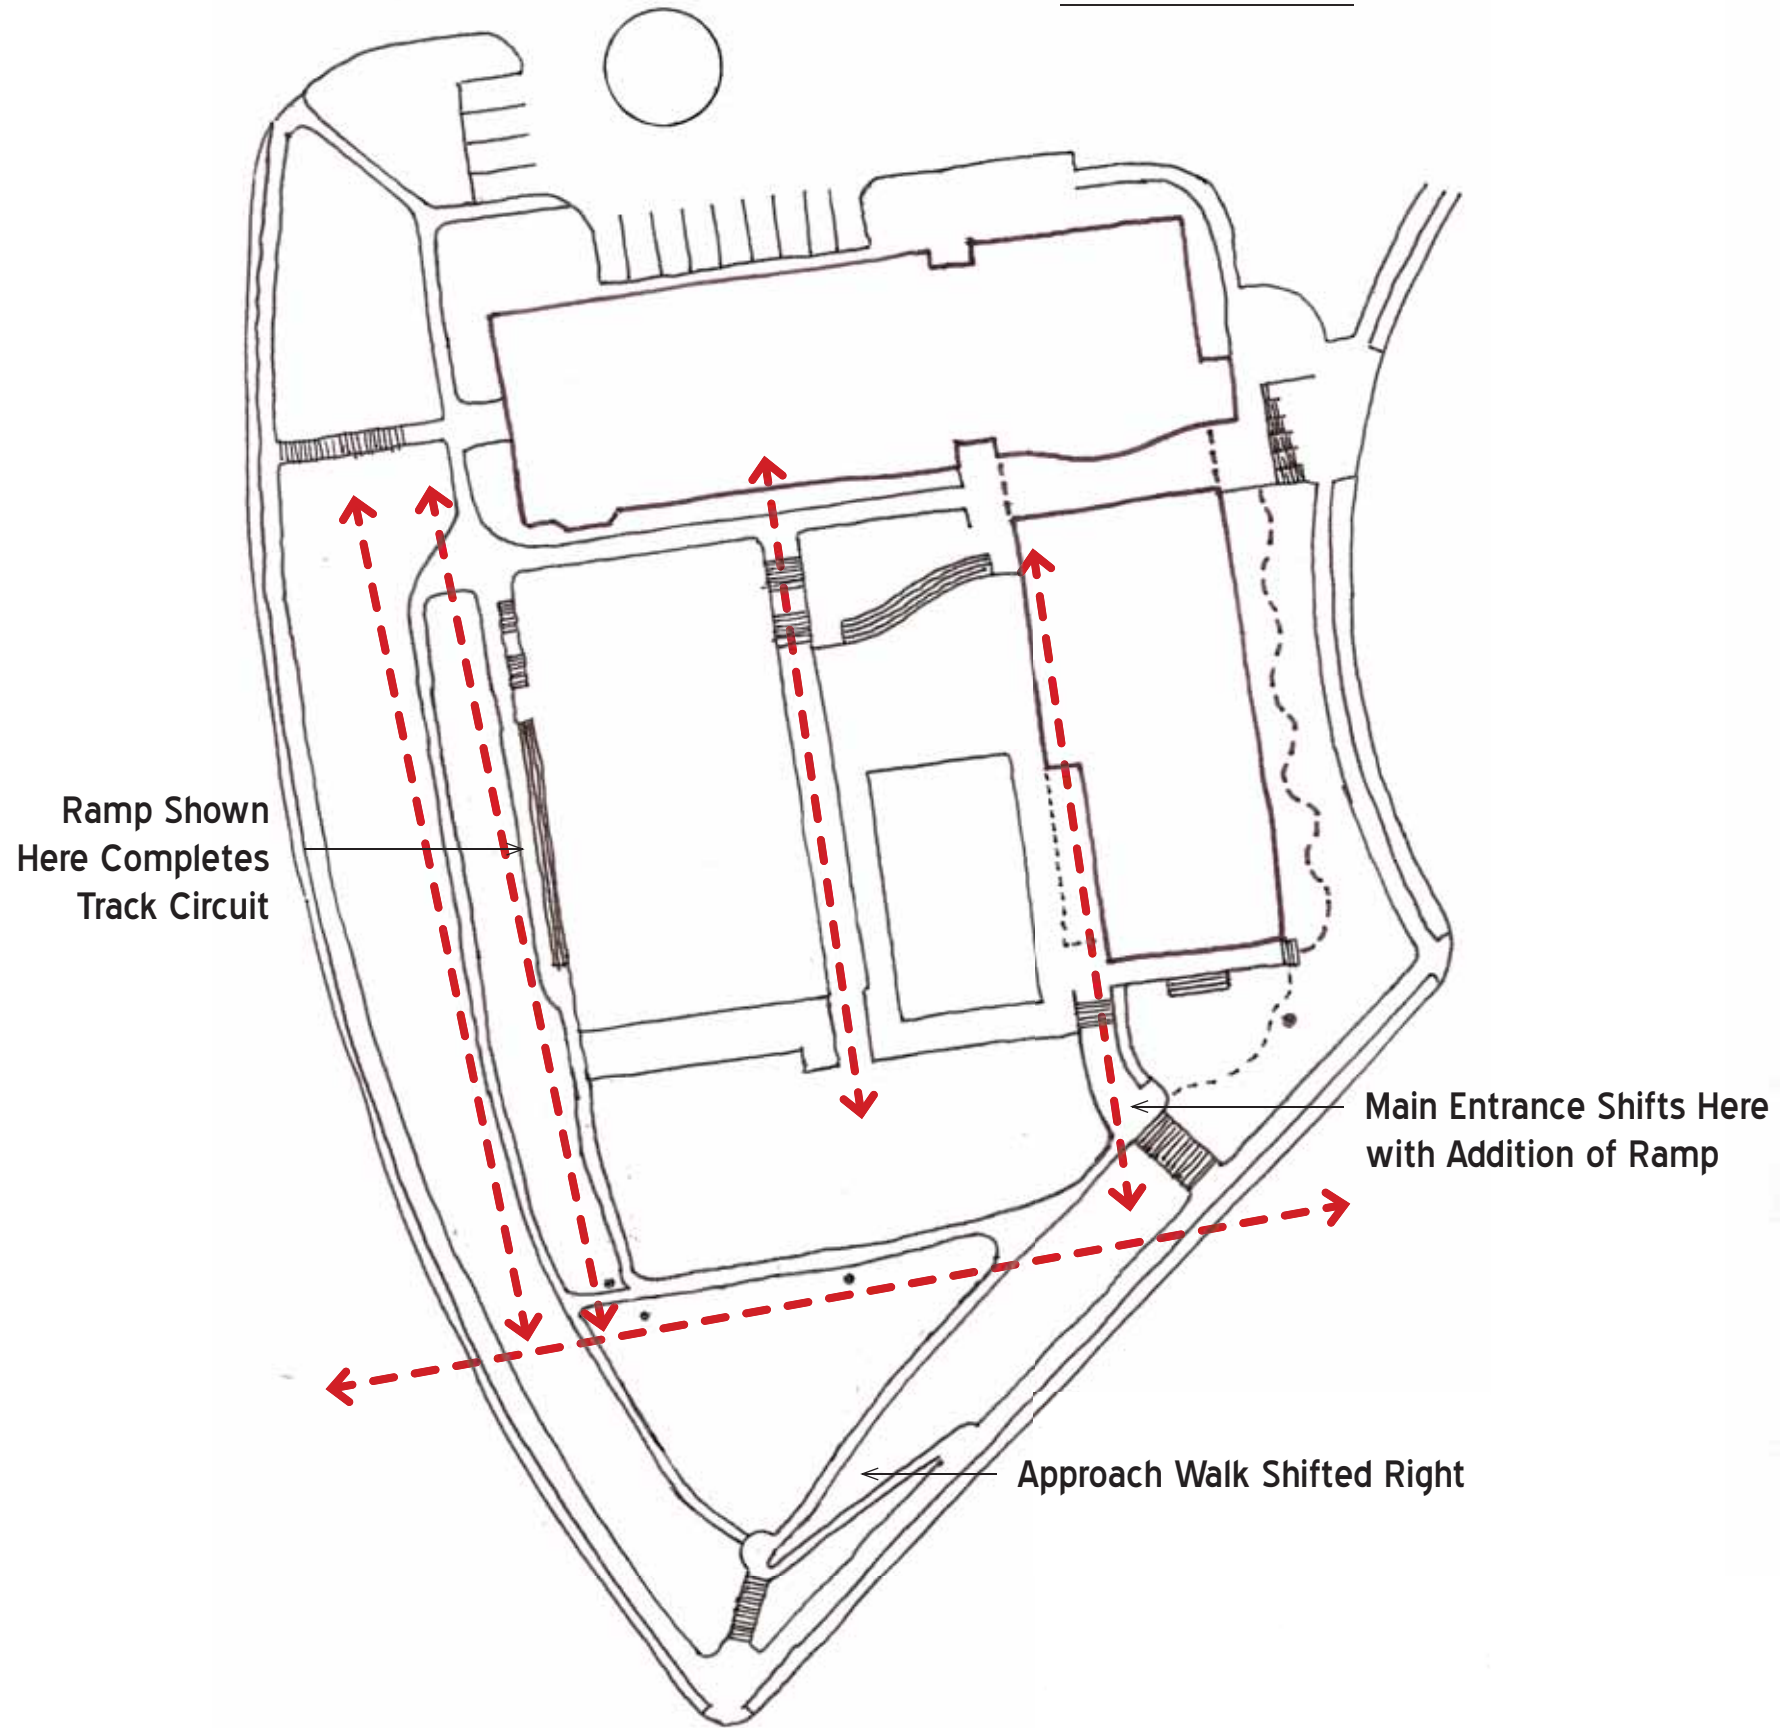 Ramp Shown
Here Completes
Track Circuit
Main Entrance Shifts Here
with Addition of Ramp
Approach Walk Shifted Right